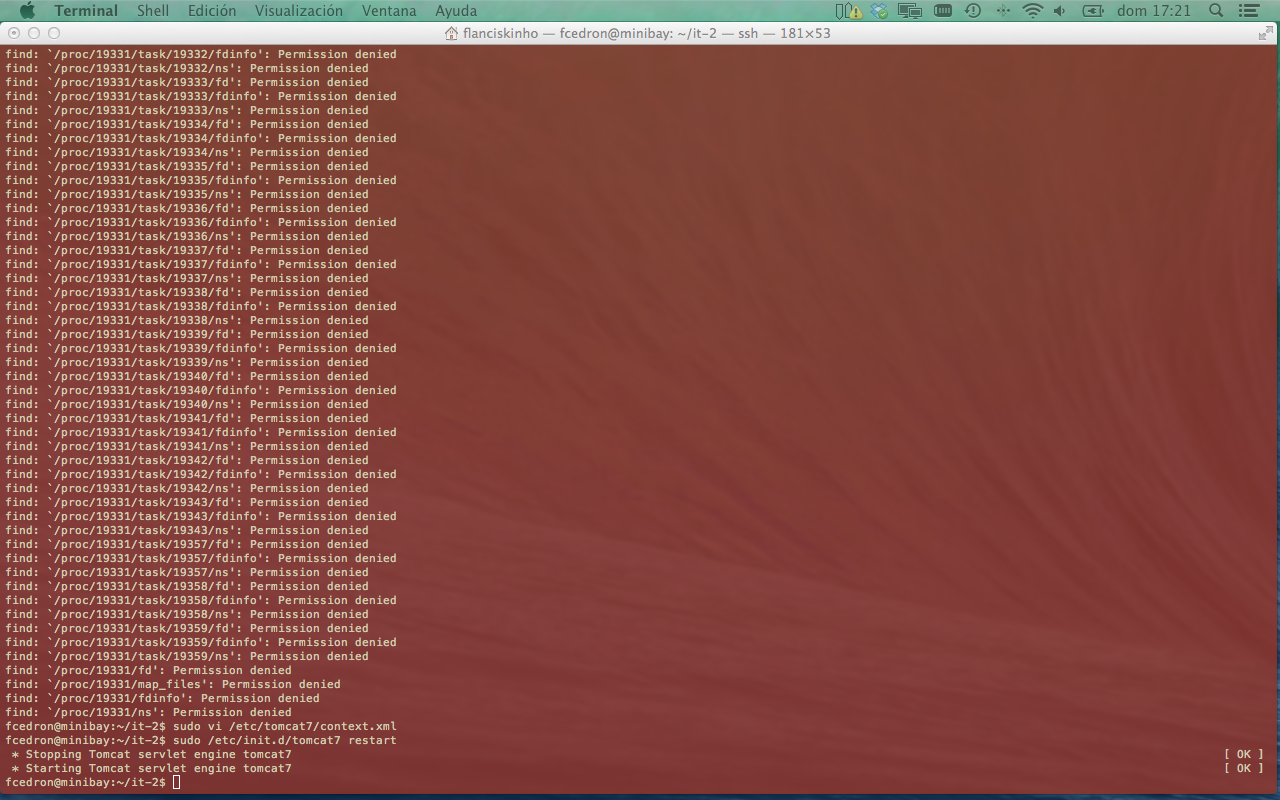 Terminal Shell Edición Visualización Ventana Ayuda dom 17:21
flanciskinho — fcedron@minibay: ~/it-2 — ssh — 181×53
find: `/proc/19331/task/19332/fdinfo': Permission denied
find: `/proc/19331/task/19332/ns': Permission denied
find: `/proc/19331/task/19333/fd': Permission denied
find: `/proc/19331/task/19333/fdinfo': Permission denied
find: `/proc/19331/task/19333/ns': Permission denied
find: `/proc/19331/task/19334/fd': Permission denied
find: `/proc/19331/task/19334/fdinfo': Permission denied
find: `/proc/19331/task/19334/ns': Permission denied
find: `/proc/19331/task/19335/fd': Permission denied
find: `/proc/19331/task/19335/fdinfo': Permission denied
find: `/proc/19331/task/19335/ns': Permission denied
find: `/proc/19331/task/19336/fd': Permission denied
find: `/proc/19331/task/19336/fdinfo': Permission denied
find: `/proc/19331/task/19336/ns': Permission denied
find: `/proc/19331/task/19337/fd': Permission denied
find: `/proc/19331/task/19337/fdinfo': Permission denied
find: `/proc/19331/task/19337/ns': Permission denied
find: `/proc/19331/task/19338/fd': Permission denied
find: `/proc/19331/task/19338/fdinfo': Permission denied
find: `/proc/19331/task/19338/ns': Permission denied
find: `/proc/19331/task/19339/fd': Permission denied
find: `/proc/19331/task/19339/fdinfo': Permission denied
find: `/proc/19331/task/19339/ns': Permission denied
find: `/proc/19331/task/19340/fd': Permission denied
find: `/proc/19331/task/19340/fdinfo': Permission denied
find: `/proc/19331/task/19340/ns': Permission denied
find: `/proc/19331/task/19341/fd': Permission denied
find: `/proc/19331/task/19341/fdinfo': Permission denied
find: `/proc/19331/task/19341/ns': Permission denied
find: `/proc/19331/task/19342/fd': Permission denied
find: `/proc/19331/task/19342/fdinfo': Permission denied
find: `/proc/19331/task/19342/ns': Permission denied
find: `/proc/19331/task/19343/fd': Permission denied
find: `/proc/19331/task/19343/fdinfo': Permission denied
find: `/proc/19331/task/19343/ns': Permission denied
find: `/proc/19331/task/19357/fd': Permission denied
find: `/proc/19331/task/19357/fdinfo': Permission denied
find: `/proc/19331/task/19357/ns': Permission denied
find: `/proc/19331/task/19358/fd': Permission denied
find: `/proc/19331/task/19358/fdinfo': Permission denied
find: `/proc/19331/task/19358/ns': Permission denied
find: `/proc/19331/task/19359/fd': Permission denied
find: `/proc/19331/task/19359/fdinfo': Permission denied
find: `/proc/19331/task/19359/ns': Permission denied
find: `/proc/19331/fd': Permission denied
find: `/proc/19331/map_files': Permission denied
find: `/proc/19331/fdinfo': Permission denied
find: `/proc/19331/ns': Permission denied
fcedron@minibay:~/it-2$ sudo vi /etc/tomcat7/context.xml
fcedron@minibay:~/it-2$ sudo /etc/init.d/tomcat7 restart
* Stopping Tomcat servlet engine tomcat7 [ OK ]
* Starting Tomcat servlet engine tomcat7 [ OK ]
fcedron@minibay:~/it-2$